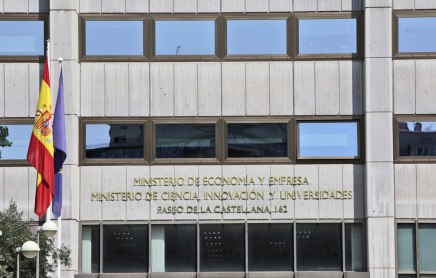 MINISTERIO DE ECONOMÍA Y EMPRESA
MINISTERIO DE CIENCIA, INNOVACIÓN Y UNIVERSIDADES
PASEO DE LA CASTELLANA, 162